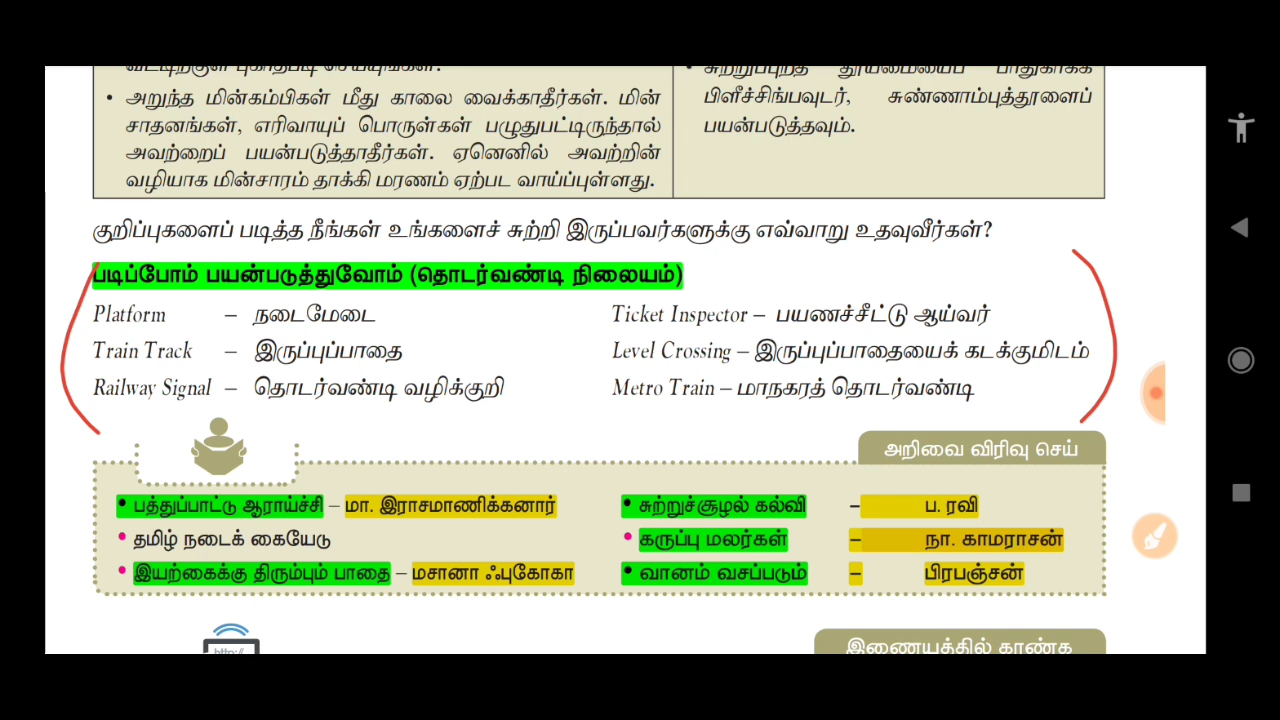 • அறுந்த மின்கம்பிகள் மீது காலை வைக்காதீர்கள். மின்
சாதனங்கள், எரிவாயுப் பொருள்கள் பழுதுபட்டிருந்தால்
அவற்றைப் பயன்படுத்தாதீர்கள். ஏனெனில் அவற்றின்
வழியாக மின்சாரம் தாக்கி மரணம் ஏற்பட வாய்ப்புள்ளது.
• சுற்றுப்புறத் தூய்மையைப் பாதுகாக்க
பிளீச்சிங்பவுடர், சுண்ணாம்புத்தூளைப்
பயன்படுத்தவும்.
குறிப்புகளைப் படித்த நீங்கள் உங்களைச் சுற்றி இருப்பவர்களுக்கு எவ்வாறு உதவுவீர்கள்?
படிப்போம் பயன்படுத்துவோம் (தொடர்வண்டி நிலையம்)
Platform – நடைமேடை
Train Track – இருப்புப்பாதை
Railway Signal – தொடர்வண்டி வழிக்குறி
Ticket Inspector – பயணச்சீட்டு ஆய்வர்
Level Crossing – இருப்புப்பாதையைக் கடக்குமிடம்
Metro Train – மாநகரத் தொடர்வண்டி
அறிவை விரிவு செய்
• பத்துப்பாட்டு ஆராய்ச்சி – மா. இராசமாணிக்கனார்
• தமிழ் நடைக் கையேடு
• இயற்கைக்கு திரும்பும் பாதை – மசானா ஃபுகோகா
• சுற்றுச்சூழல் கல்வி – ப. ரவி
• கருப்பு மலர்கள் – நா. காமராசன்
• வானம் வசப்படும் – பிரபஞ்சன்
http://
இணையத்தில் காண்க